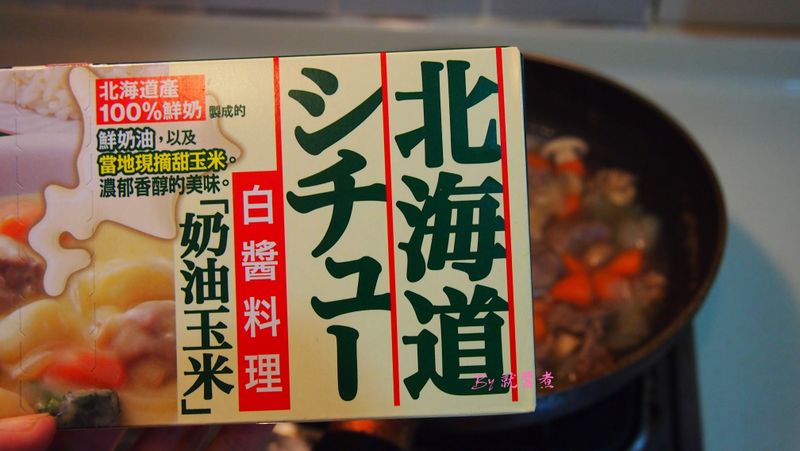 北海道
シチュー
白醬料理
「奶油玉米」
北海道產
100%鮮奶製成的
鮮奶油，以及
當地現摘甜玉米。
濃郁香醇的美味。
By 就醬煮